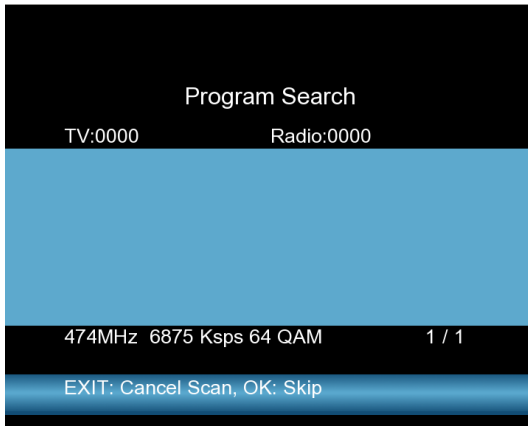 Program Search
TV:0000 Radio:0000
474MHz 6875 Ksps 64 QAM 1 / 1
EXIT: Cancel Scan, OK: Skip